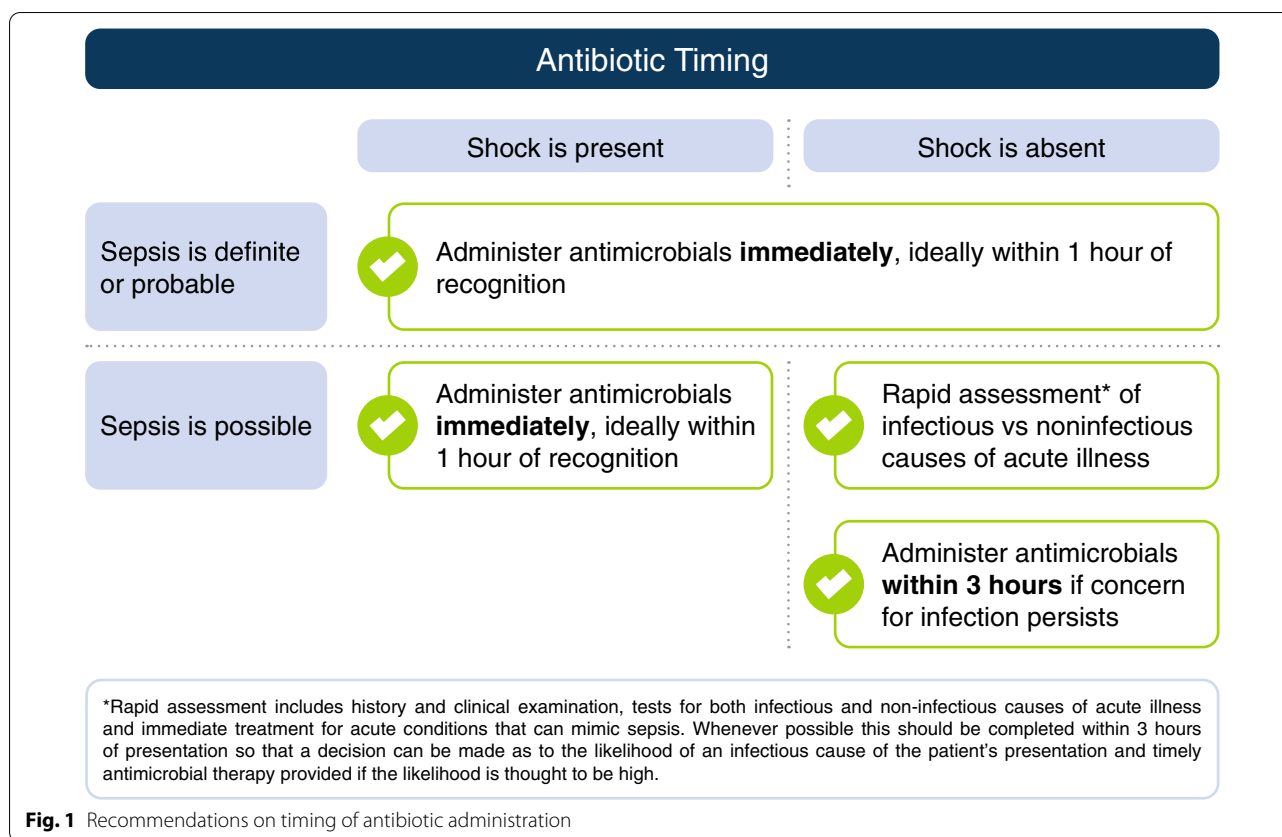 Antibiotic Timing
Shock is present
Shock is absent
Sepsis is definite
or probable
Administer antimicrobials immediately, ideally within 1 hour of
recognition
Sepsis is possible
Administer antimicrobials
immediately, ideally within
1 hour of recognition
Rapid assessment* of
infectious vs noninfectious
causes of acute illness
Administer antimicrobials
within 3 hours if concern
for infection persists
*Rapid assessment includes history and clinical examination, tests for both infectious and non-infectious causes of acute illness
and immediate treatment for acute conditions that can mimic sepsis. Whenever possible this should be completed within 3 hours
of presentation so that a decision can be made as to the likelihood of an infectious cause of the patient's presentation and timely
antimicrobial therapy provided if the likelihood is thought to be high.
Fig. 1 Recommendations on timing of antibiotic administration